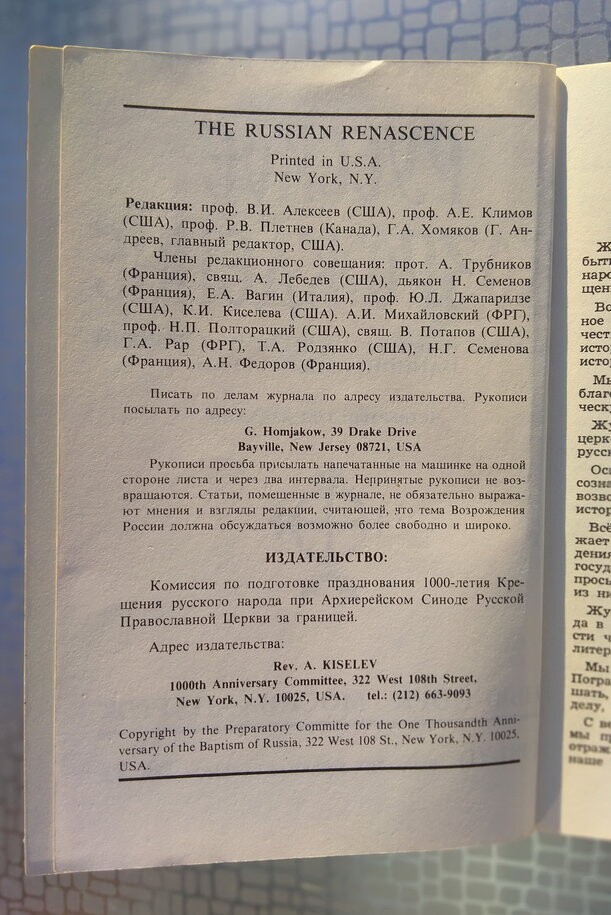 THE RUSSIAN RENASCENCE
Printed in U.S.A.
New York, N.Y.
Редакция: проф. В.И. Алексеев (США), проф. А.Е. Климов
(США), проф. Р.В. Плетнев (Канада), Г.А. Хомяков (Г. Ан-
дреев, главный редактор, США).
Члены редакционного совещания: прот. А. Трубников
(Франция), свящ. А. Лебедев (США), дьякон Н. Семенов
(Франция), Е.А. Вагин (Италия), проф. Ю.Л. Джапаридзе
(США), К.И. Киселева (США). А.И. Михайловский (ФРГ),
проф. Н.П. Полторацкий (США), свящ. В. Потапов (США),
Г.А. Рар (ФРГ), Т.А. Родзянко (США), Н.Г. Семенова
(Франция), А.Н. Федоров (Франция).
Писать по делам журнала по адресу издательства. Рукописи
посылать по адресу:
G. Homjakow, 39 Drake Drive
Bayville, New Jersey 08721, USA
Рукописи просьба присылать напечатанные на машинке на одной
стороне листа и через два интервала. Непринятые рукописи не воз-
вращаются. Статьи, помещенные в журнале, не обязательно выража-
ют мнения и взгляды редакции, считающей, что тема Возрождения
России должна обсуждаться возможно более свободно и широко.
ИЗДАТЕЛЬСТВО:
Комиссия по подготовке празднования 1000-летия Кре-
щения русского народа при Архиерейском Синоде Русской
Православной Церкви за границей.
Адрес издательства:
Rev. A. KISELEV
1000th Anniversary Committee, 322 West 108th Street,
New York, N.Y. 10025, USA. tel.: (212) 663-9093
Copyright by the Preparatory Committe for the One Thousandth Anni-
versary of the Baptism of Russia, 322 West 108 St., New York, N.Y. 10025.
USA.